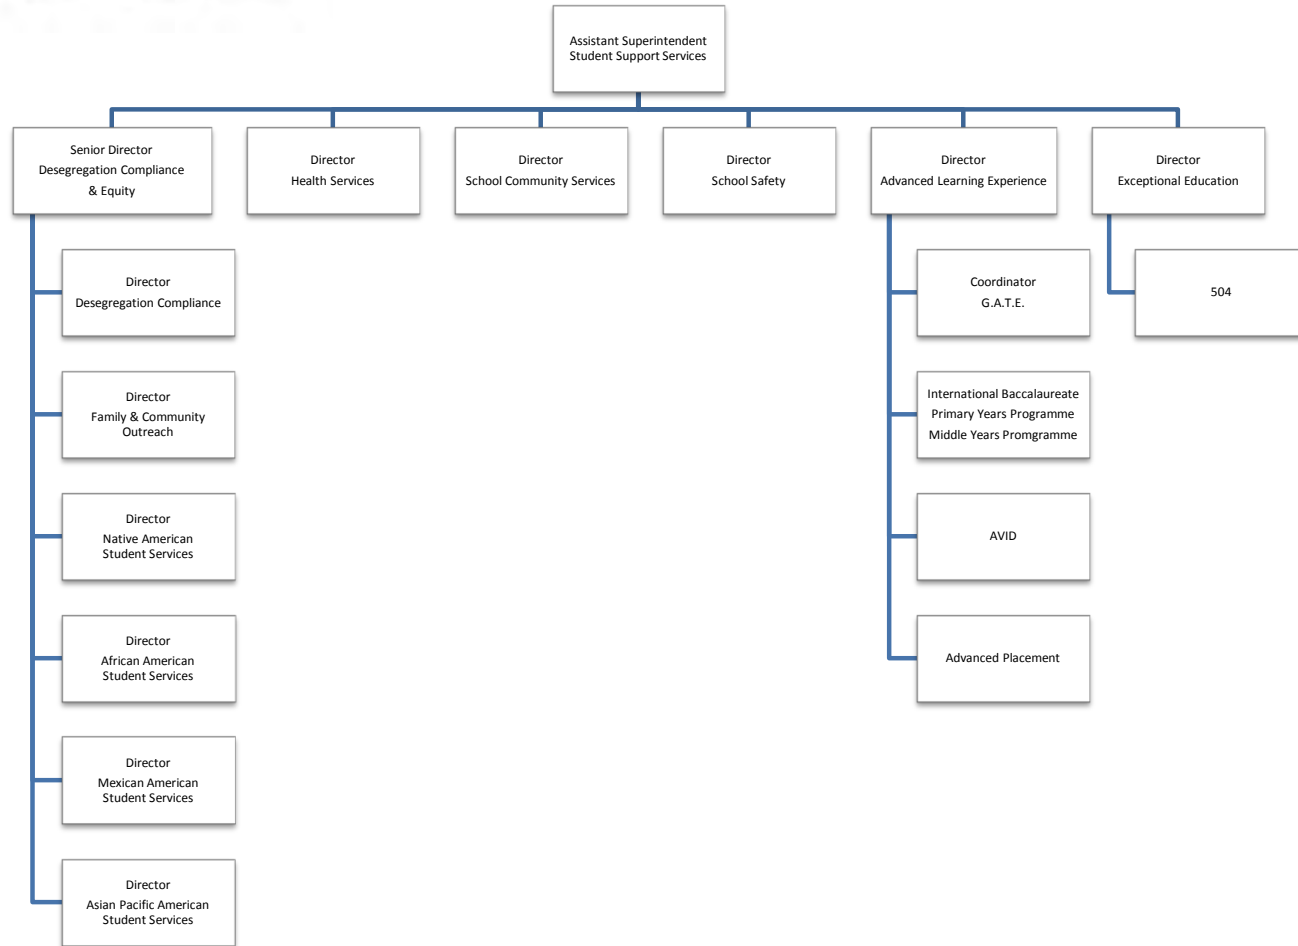 Assistant Superintendent
Student Support Services
Senior Director
Desegregation Compliance
& Equity
Director
Health Services
Director
School Community Services
Director
School Safety
Director
Advanced Learning Experience
Director
Exceptional Education
Director
Desegregation Compliance
Director
Family & Community
Outreach
Director
Native American
Student Services
Director
African American
Student Services
Director
Mexican American
Student Services
Director
Asian Pacific American
Student Services
Coordinator
G.A.T.E.
International Baccalaureate
Primary Years Programme
Middle Years Promgramme
AVID
Advanced Placement
504